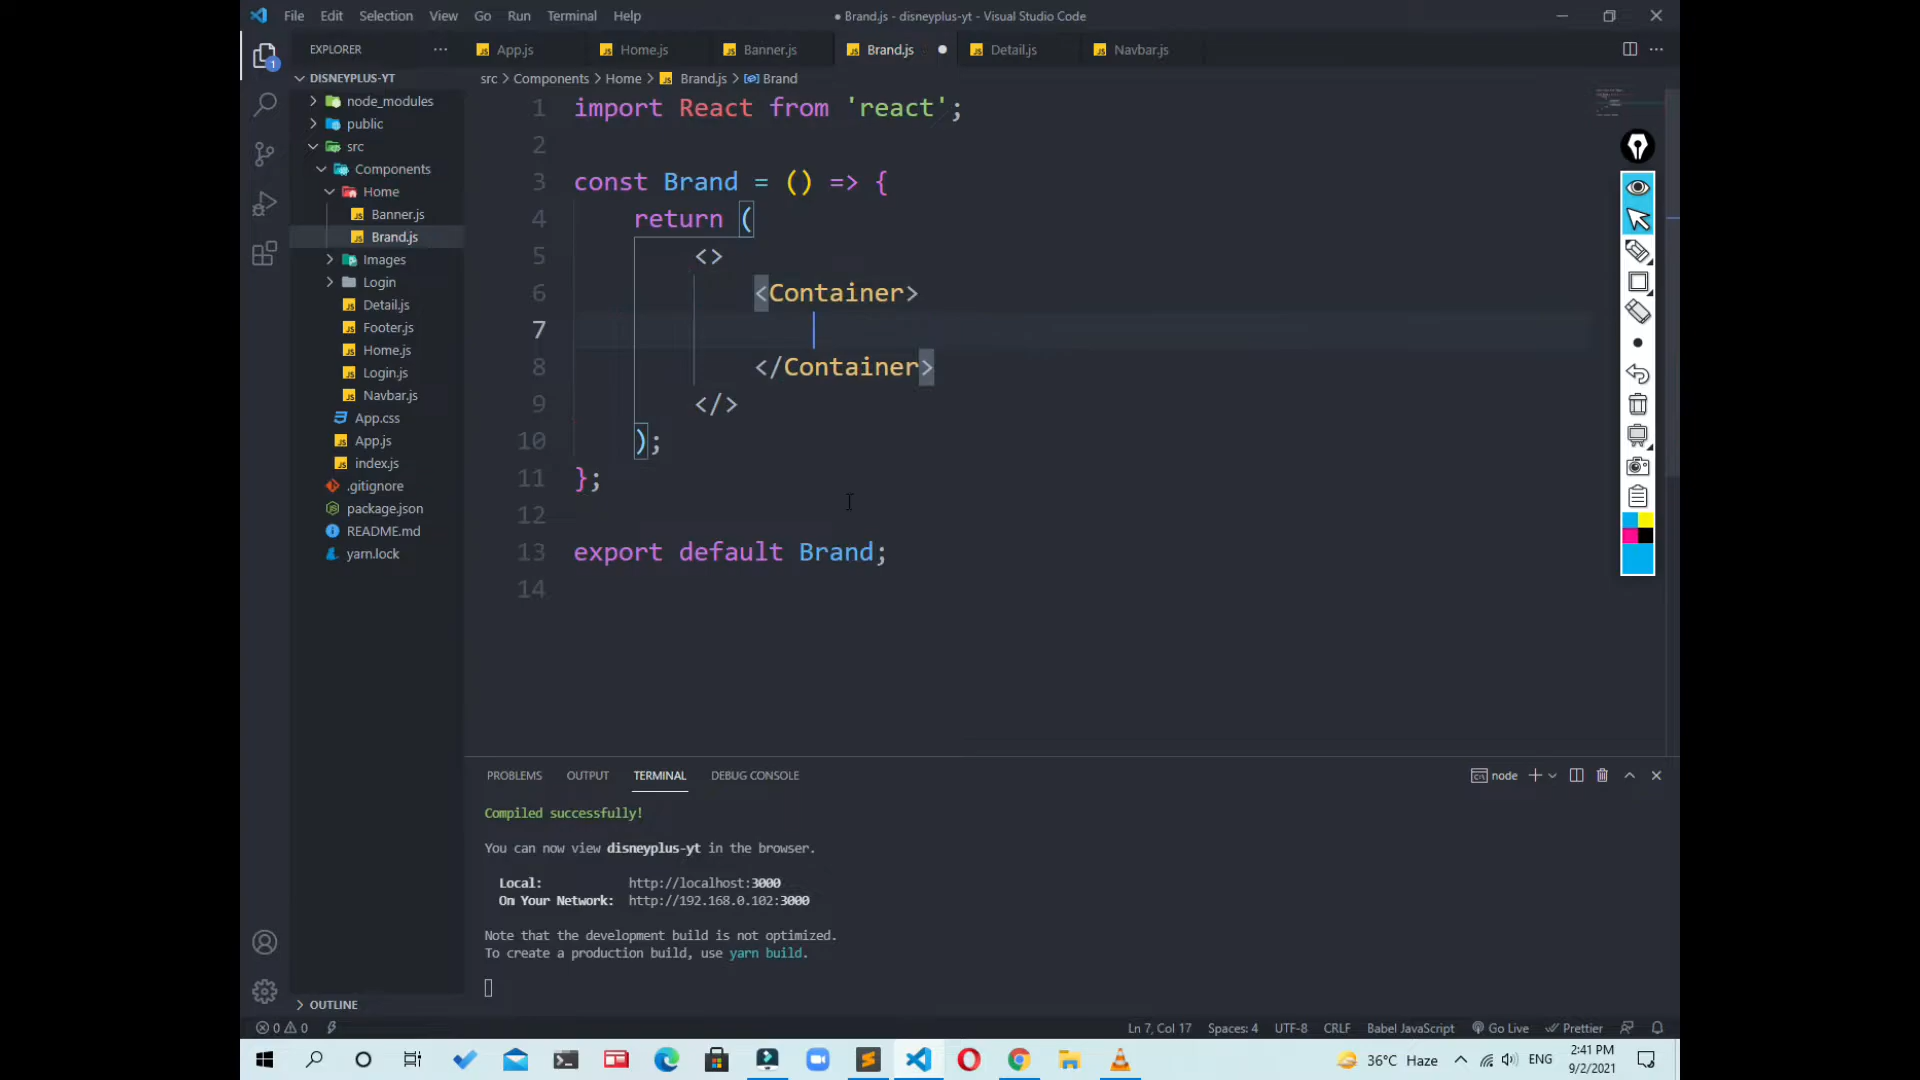 File Edit Selection View Go Run Terminal Help
● Brand.js - disneyplus-yt - Visual Studio Code
EXPLORER
App.js Home.js Banner.js Brand.js Detail.js Navbar.js
DISNEYPLUS-YT
node_modules
public
src
Components
Home
Banner.js
Brand.js
Images
Login
Detail.js
Footer.js
Home.js
Login.js
Navbar.js
App.css
App.js
index.js
.gitignore
package.json
README.md
yarn.lock
OUTLINE
src > Components > Home > Brand.js > Brand
1 import React from 'react';
2
3 const Brand = () => {
4 return (
5 <>
6 <Container>
7
8 </Container>
9 </>
10 );
11 };
12
13 export default Brand;
14
PROBLEMS OUTPUT TERMINAL DEBUG CONSOLE
node
Compiled successfully!
You can now view disneyplus-yt in the browser.
Local: http://localhost:3000
On Your Network: http://192.168.0.102:3000
Note that the development build is not optimized.
To create a production build, use yarn build.
0 0
Ln 7, Col 17 Spaces: 4 UTF-8 CRLF Babel JavaScript Go Live Prettier
36°C Haze ENG 2:41 PM
9/2/2021